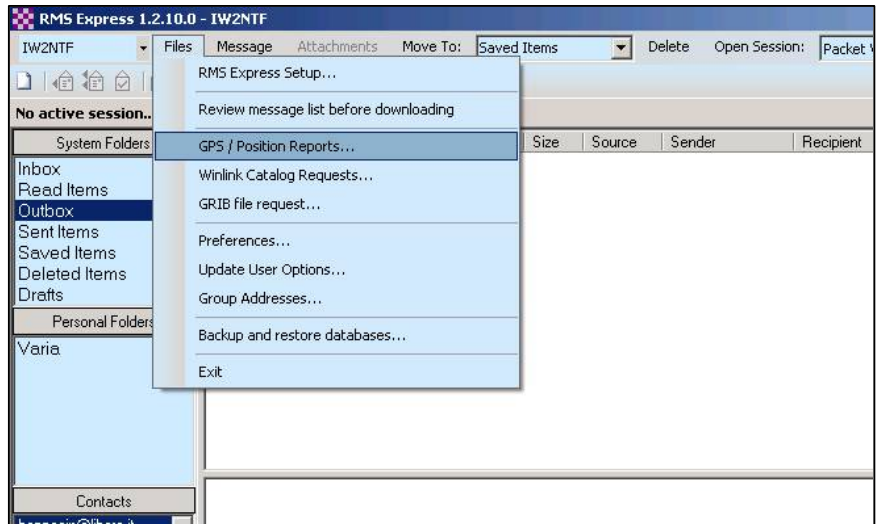 RMS Express 1.2.10.0 - IW2NTF
IW2NTF Files Message Attachments Move To: Saved Items Delete Open Session: Packet
No active session..
RMS Express Setup...
Review message list before downloading
GPS / Position Reports...
Winlink Catalog Requests...
GRIB file request...
Preferences...
Update User Options...
Group Addresses...
Backup and restore databases...
Exit
System Folders Size Source Sender Recipient
Inbox
Read Items
Outbox
Sent Items
Saved Items
Deleted Items
Drafts
Personal Folders
Varia
Contacts